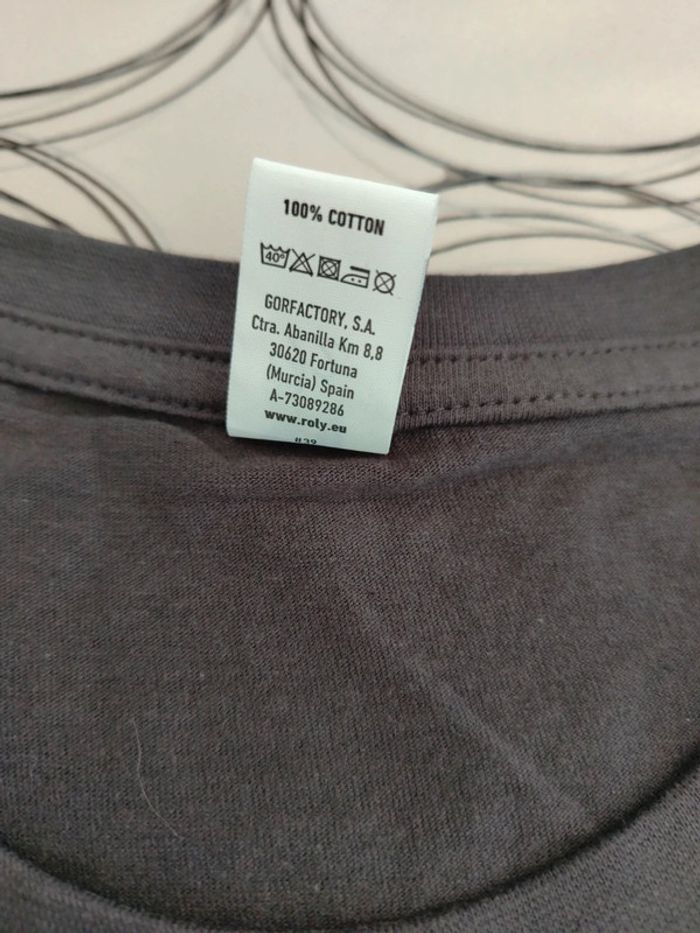 100% COTTON
40°
GORFACTORY, S.A.
Ctra. Abanilla Km 8,8
30620 Fortuna
(Murcia) Spain
A-73089286
www.roly.eu